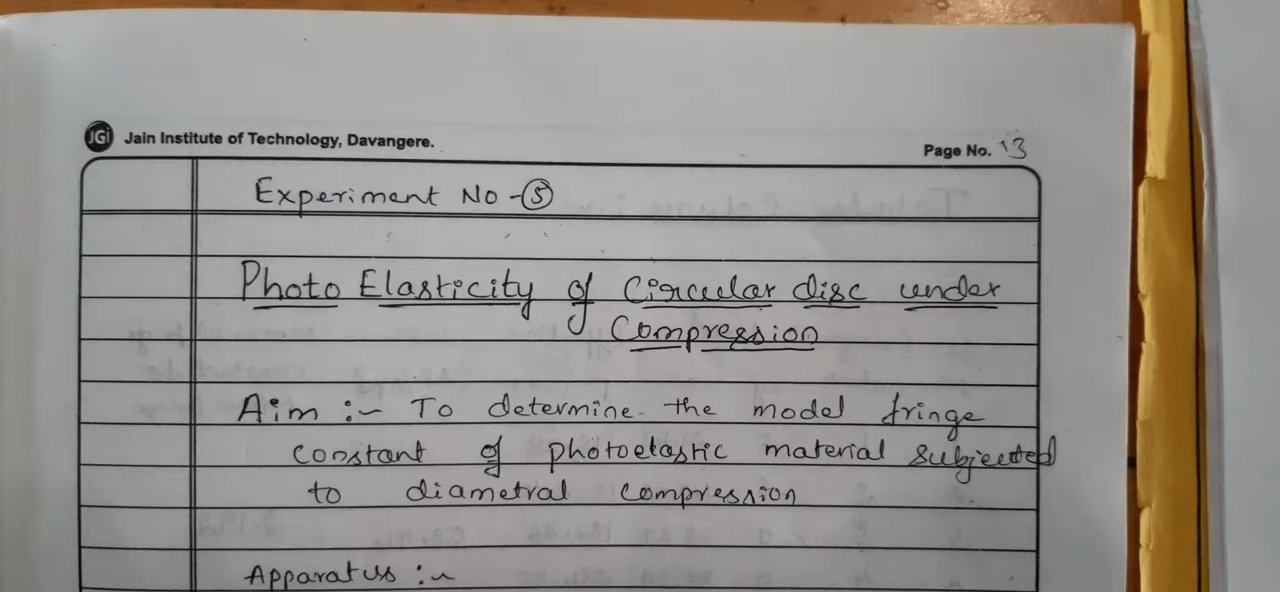 JGi Jain Institute of Technology, Davangere.
Page No. 13
Experiment No -⑤
Photo Elasticity of Circular disc under
Compression
Aim :- To determine the model fringe
constant of photoelastic material subjected
to diametral compression
Apparatus :-